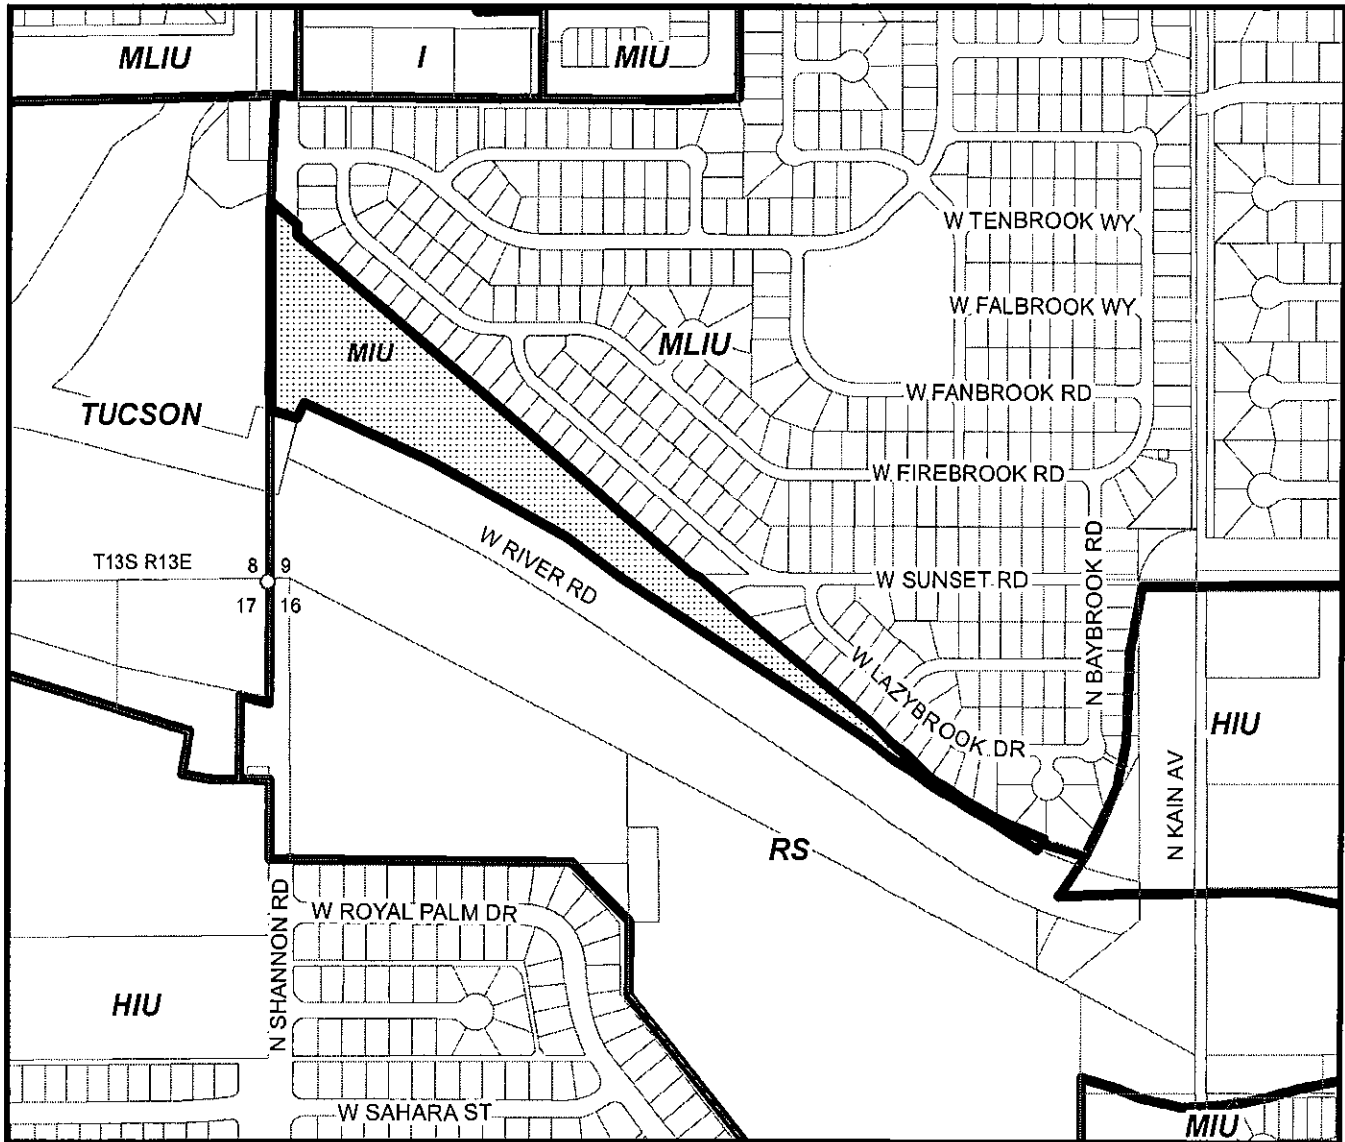 MLIU
I
MIU
W TENBROOK WY
W FALBROOK WY
MIU
MLIU
TUCSON
W FANBROOK RD
W FIREBROOK RD
W RIVER RD
T13S R13E
8 9
17 16
W SUNSET RD
N BAYBROOK RD
W LAZYBROOK DR
HIU
N KAIN AV
RS
N SHANNON RD
W ROYAL PALM DR
HIU
W SAHARA ST
MIU